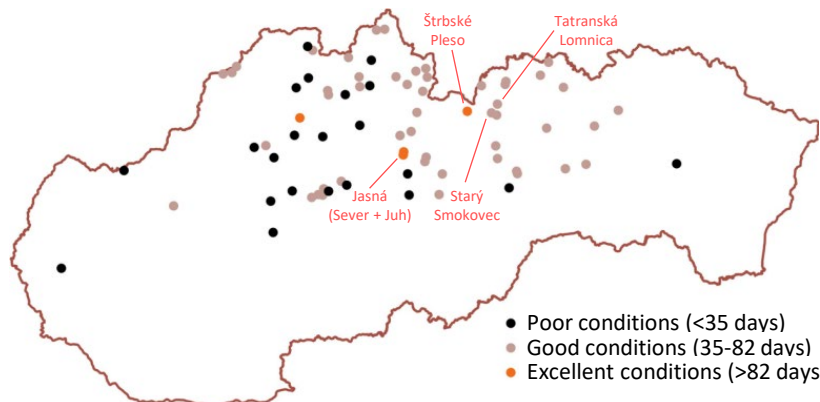 Štrbské
Pleso
Tatranská
Lomnica
Jasná
(Sever + Juh)
Starý
Smokovec
Poor conditions (<35 days)
Good conditions (35-82 days)
Excellent conditions (>82 days